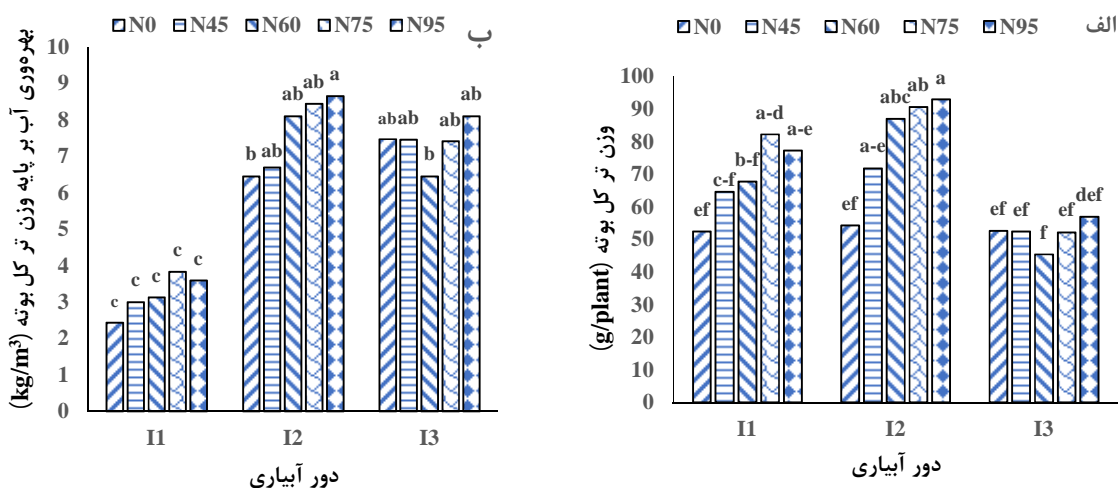 الف
N0 N45 N60 N75 N95
وزن تر کل بوته (g/plant)
100
90
80
70
60
50
40
30
20
10
0
ef c-f b-f a-d a-e
ef a-e abc ab a
ef ef f ef def
I1 I2 I3
دور آبیاری
ب
N0 N45 N60 N75 N95
بهره‌وری آب بر پایه وزن تر کل بوته (kg/m³)
10
9
8
7
6
5
4
3
2
1
0
c c c c c
b ab ab ab a
ab ab b ab ab
I1 I2 I3
دور آبیاری